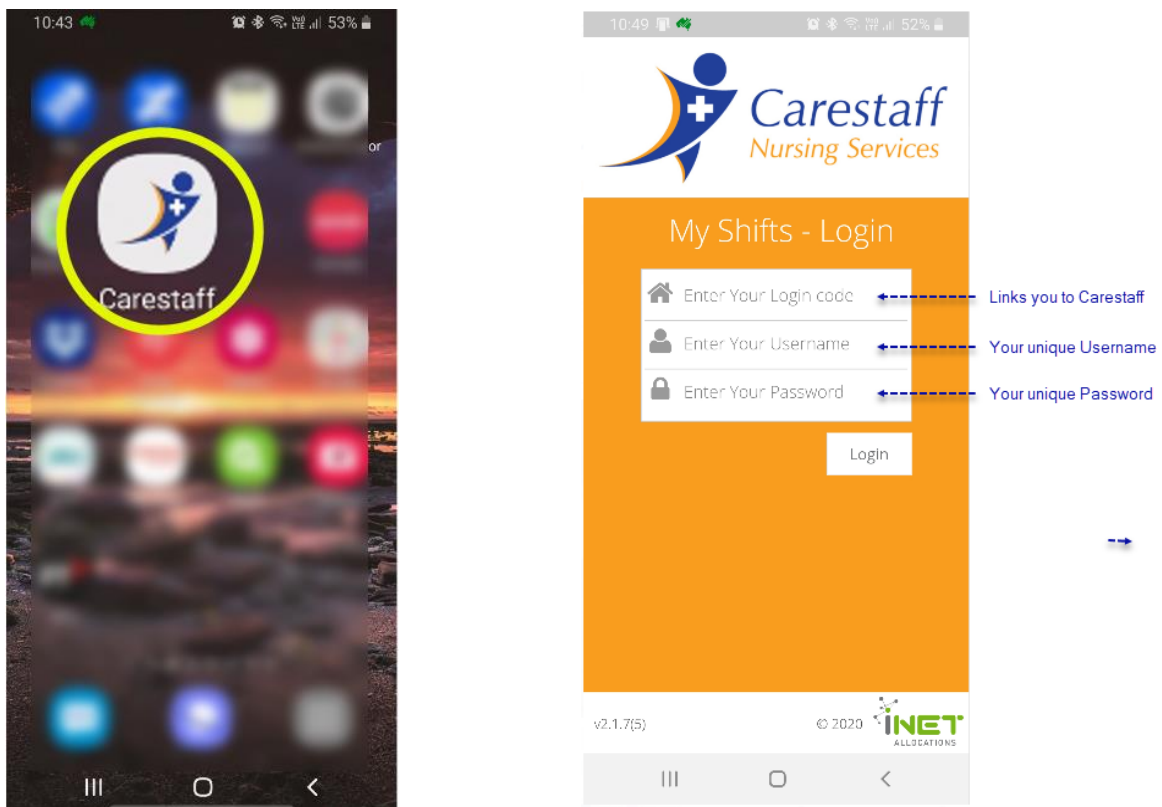 10:43
VoD LTE 53%
or
Carestaff
10:49
52%
Carestaff
Nursing Services
My Shifts - Login
Enter Your Login code
Links you to Carestaff
Enter Your Username
Your unique Username
Enter Your Password
Your unique Password
Login
v2.1.7(5)
© 2020
iNET
ALLOCATIONS